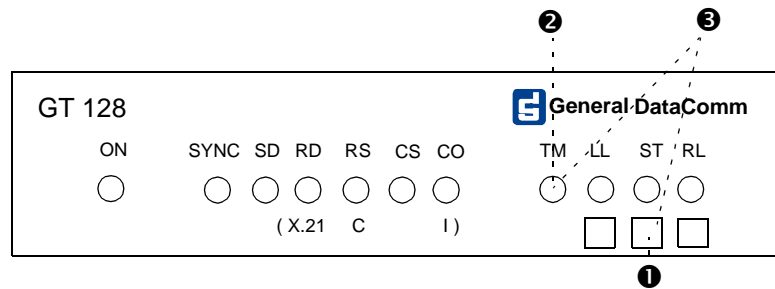 ❷ ❸
GT 128
General DataComm
ON SYNC SD RD RS CS CO TM LL ST RL
( X.21 C I )
❶